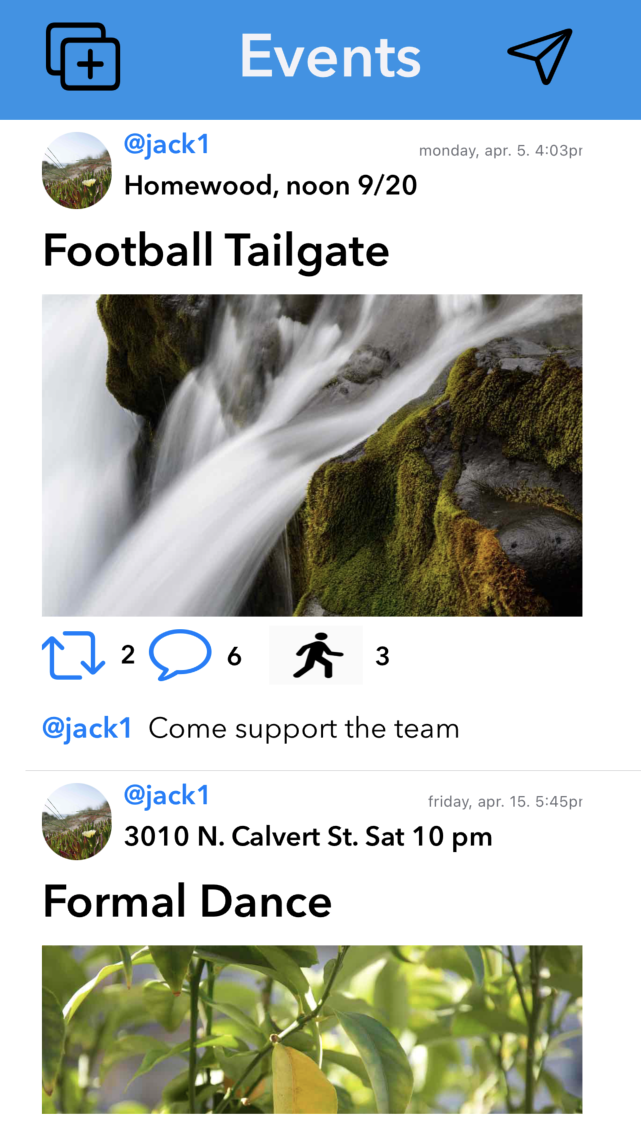 Events
@jack1
monday, apr. 5. 4:03pr
Homewood, noon 9/20
Football Tailgate
2 6 3
@jack1 Come support the team
@jack1
friday, apr. 15. 5:45pr
3010 N. Calvert St. Sat 10 pm
Formal Dance